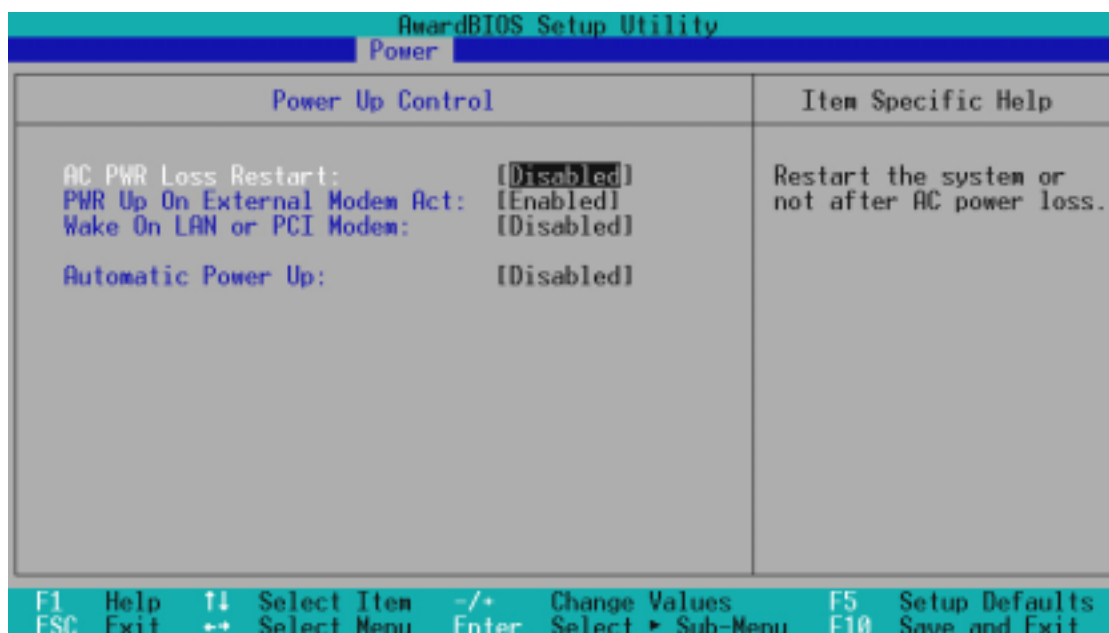 AwardBIOS Setup Utility
Power
Power Up Control
Item Specific Help
AC PWR Loss Restart: [Disabled]
PWR Up On External Modem Act: [Enabled]
Wake On LAN or PCI Modem: [Disabled]
Automatic Power Up: [Disabled]
Restart the system or
not after AC power loss.
F1 Help ↑↓ Select Item -/+ Change Values F5 Setup Defaults
ESC Exit ←→ Select Menu Enter Select ► Sub-Menu F10 Save and Exit